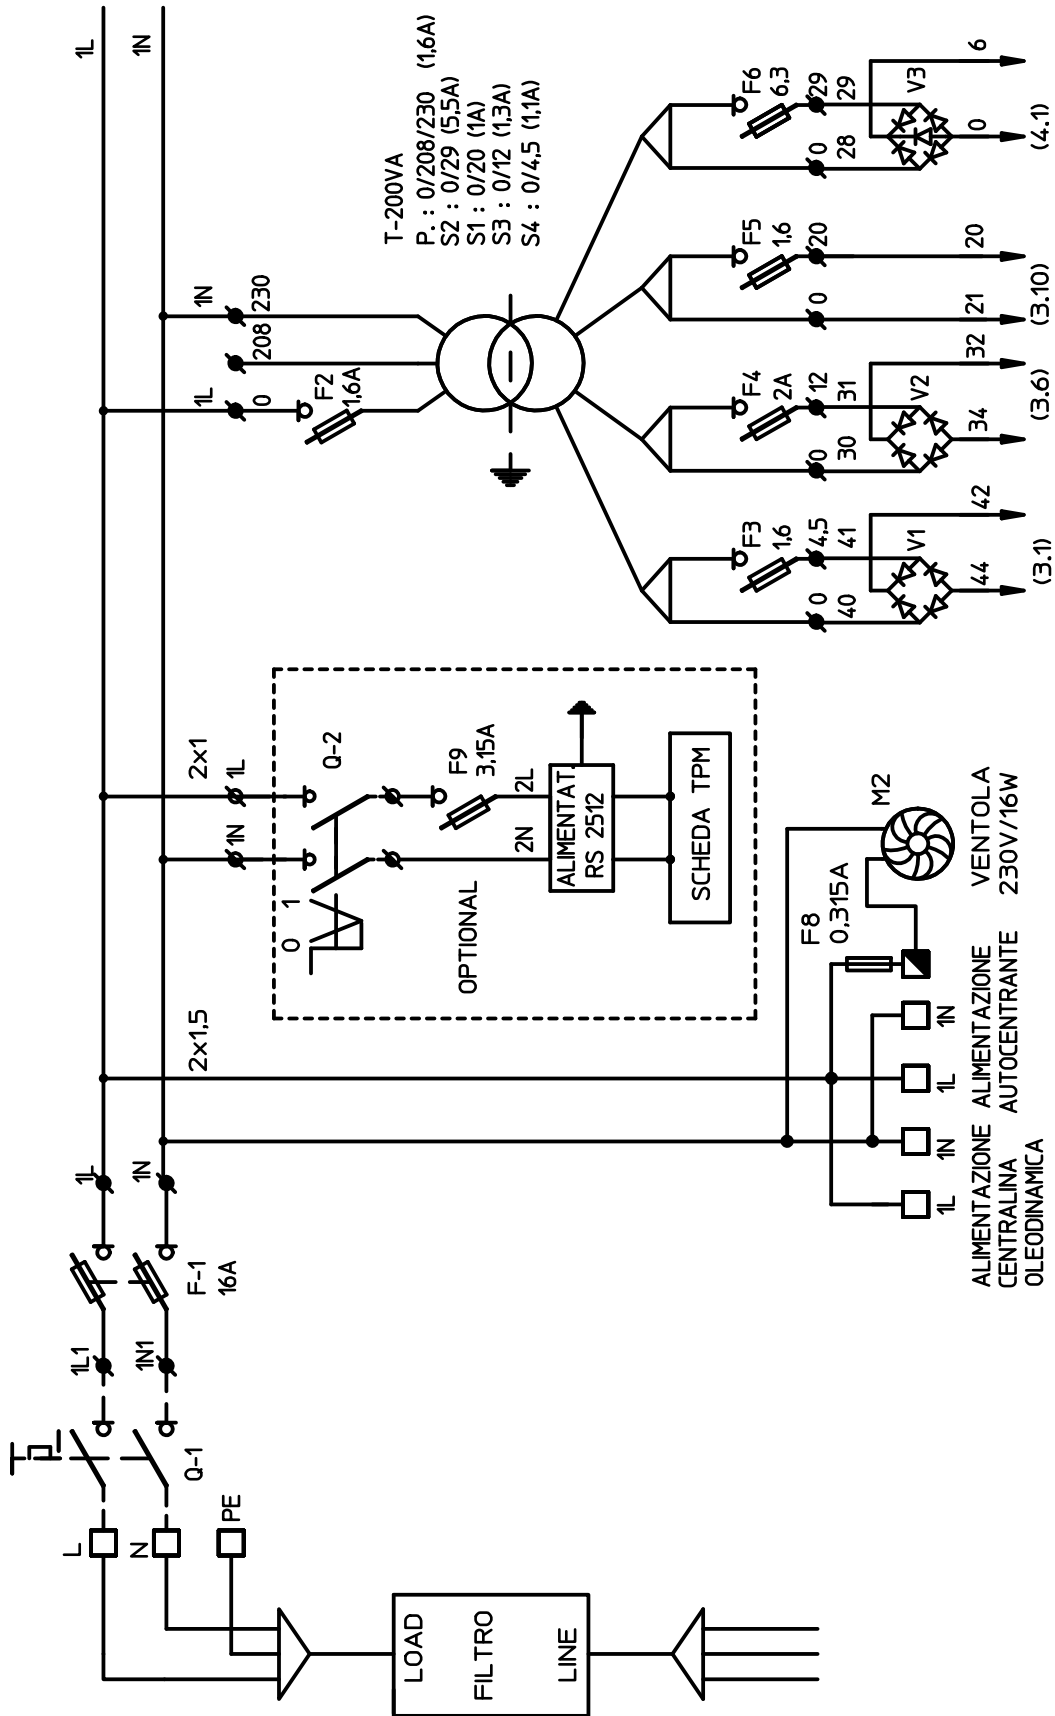 1L
1N
T-200VA
P. : 0/208/230 (1,6A)
S2 : 0/29 (5,5A)
S1 : 0/20 (1A)
S3 : 0/12 (1,3A)
S4 : 0/4,5 (1,1A)
1L
0
208
1N
230
F2
1,6A
F3
1,6
0
4,5
40
41
V1
44
42
(3.1)
F4
2A
0
12
30
31
V2
34
32
(3.6)
F5
1,6
0
20
21
20
(3.10)
F6
6,3
0
29
28
29
V3
0
6
(4.1)
2x1
1N
1L
0
1
Q-2
F9
3,15A
2N
2L
OPTIONAL
ALIMENTAT.
RS 2512
SCHEDA TPM
2x1,5
F8
0,315A
M2
VENTOLA
230V/16W
1L
1N
1L
1N
ALIMENTAZIONE
CENTRALINA
OLEODINAMICA
ALIMENTAZIONE
AUTOCENTRANTE
1L
1N
F-1
16A
1L1
1N1
Q-1
L
N
PE
LOAD
FILTRO
LINE